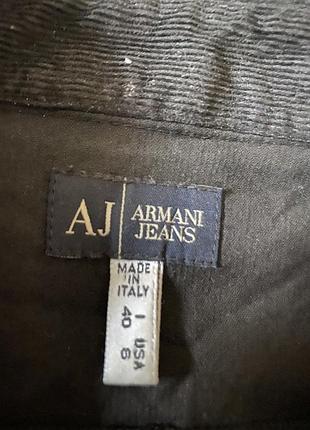 AJ ARMANI
JEANS
MADE
IN
ITALY
I USA
40 6